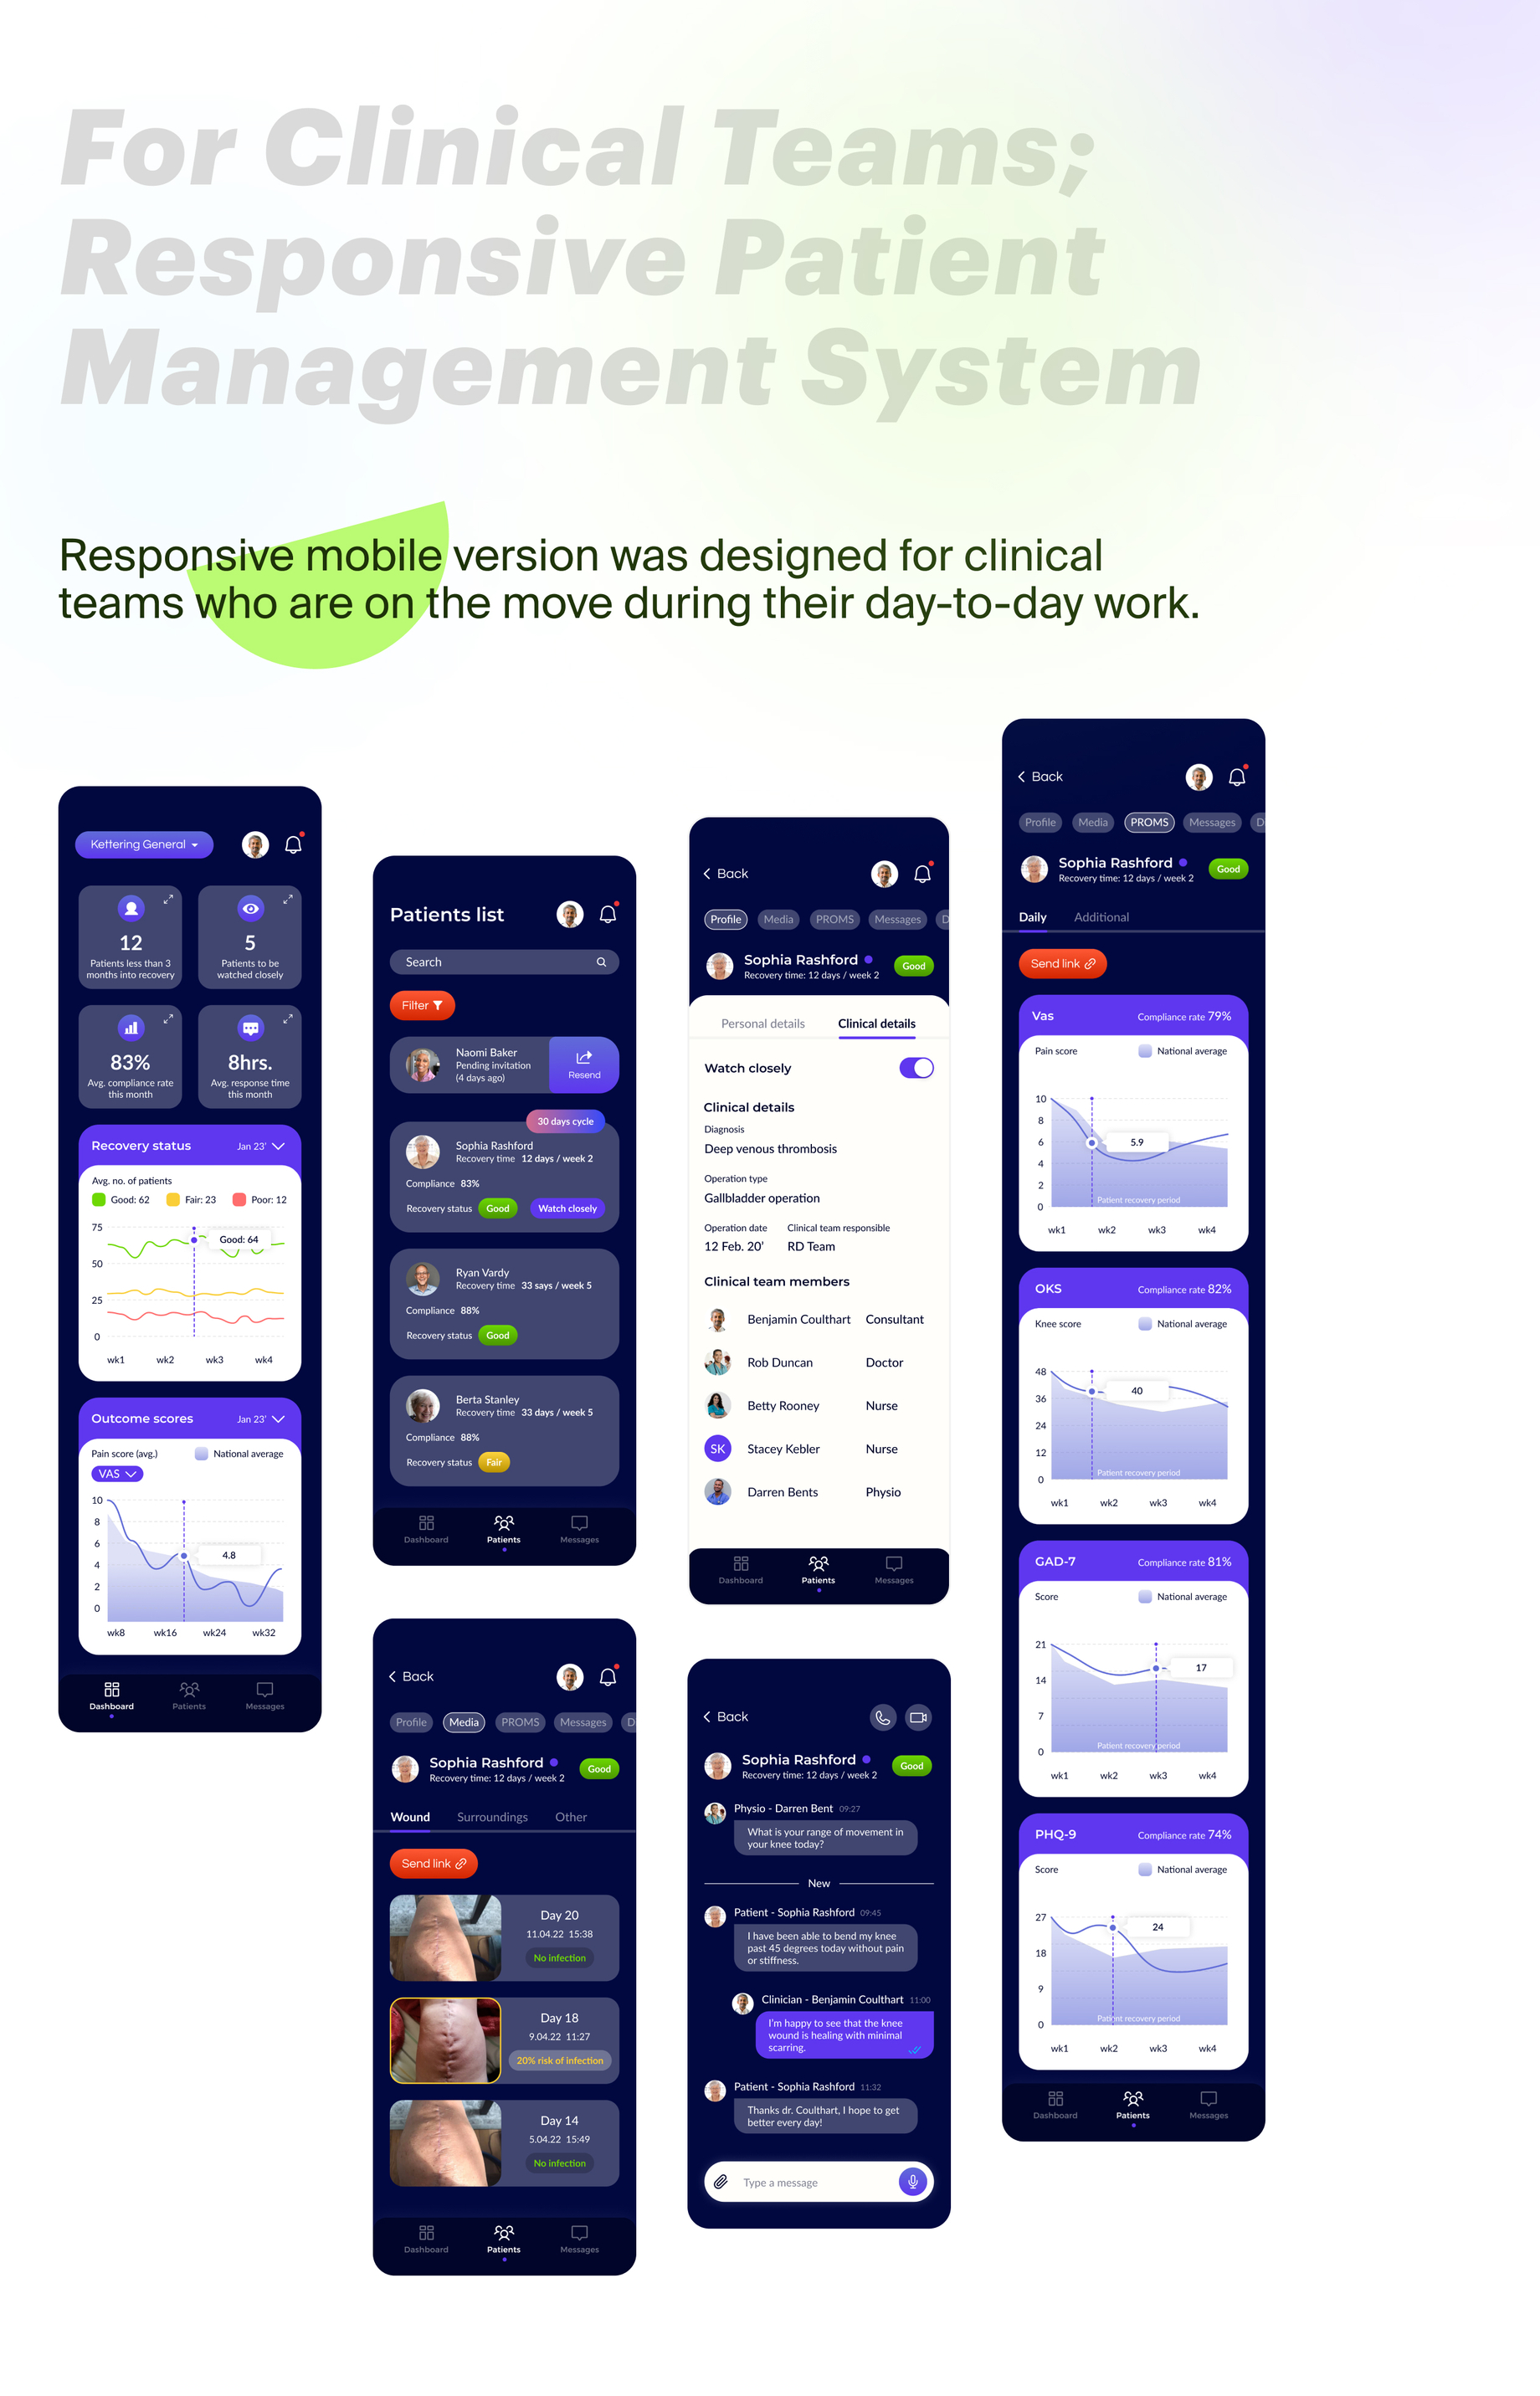 For Clinical Teams;
Responsive Patient
Management System
Responsive mobile version was designed for clinical
teams who are on the move during their day-to-day work.
Kettering General
12
Patients less than 3
months into recovery
5
Patients to be
watched closely
83%
Avg. compliance rate
this month
8hrs.
Avg. response time
this month
Recovery status
Jan 23'
Avg. no. of patients
Good: 62
Fair: 23
Poor: 12
75
Good: 64
50
25
0
wk1 wk2 wk3 wk4
Outcome scores
Jan 23'
Pain score (avg.)
National average
VAS
10
8
6
4.8
4
2
0
wk8 wk16 wk24 wk32
Dashboard Patients Messages
Patients list
Search
Filter
Naomi Baker
Pending invitation
(4 days ago)
Resend
30 days cycle
Sophia Rashford
Recovery time 12 days / week 2
Compliance 83%
Recovery status Good Watch closely
Ryan Vardy
Recovery time 33 says / week 5
Compliance 88%
Recovery status Good
Berta Stanley
Recovery time 33 days / week 5
Compliance 88%
Recovery status Fair
Dashboard Patients Messages
Back
Profile Media PROMS Messages D
Sophia Rashford
Recovery time: 12 days / week 2
Good
Personal details Clinical details
Watch closely
Clinical details
Diagnosis
Deep venous thrombosis
Operation type
Gallbladder operation
Operation date Clinical team responsible
12 Feb. 20' RD Team
Clinical team members
Benjamin Coulthart Consultant
Rob Duncan Doctor
Betty Rooney Nurse
SK Stacey Kebler Nurse
Darren Bents Physio
Dashboard Patients Messages
Back
Profile Media PROMS Messages D
Sophia Rashford
Recovery time: 12 days / week 2
Good
Daily Additional
Send link
Vas Compliance rate 79%
Pain score National average
10
8
6
5.9
4
2
0
Patient recovery period
wk1 wk2 wk3 wk4
OKS Compliance rate 82%
Knee score National average
48
40
36
24
12
0
Patient recovery period
wk1 wk2 wk3 wk4
GAD-7 Compliance rate 81%
Score National average
21
17
14
7
0
Patient recovery period
wk1 wk2 wk3 wk4
PHQ-9 Compliance rate 74%
Score National average
27
24
18
9
0
Patient recovery period
wk1 wk2 wk3 wk4
Dashboard Patients Messages
Back
Profile Media PROMS Messages D
Sophia Rashford
Recovery time: 12 days / week 2
Good
Wound Surroundings Other
Send link
Day 20
11.04.22 15:38
No infection
Day 18
9.04.22 11:27
20% risk of infection
Day 14
5.04.22 15:49
No infection
Dashboard Patients Messages
Back
Sophia Rashford
Recovery time: 12 days / week 2
Good
Physio - Darren Bent 09:27
What is your range of movement in
your knee today?
New
Patient - Sophia Rashford 09:45
I have been able to bend my knee
past 45 degrees today without pain
or stiffness.
Clinician - Benjamin Coulthart 11:00
I'm happy to see that the knee
wound is healing with minimal
scarring.
Patient - Sophia Rashford 11:32
Thanks dr. Coulthart, I hope to get
better every day!
Type a message